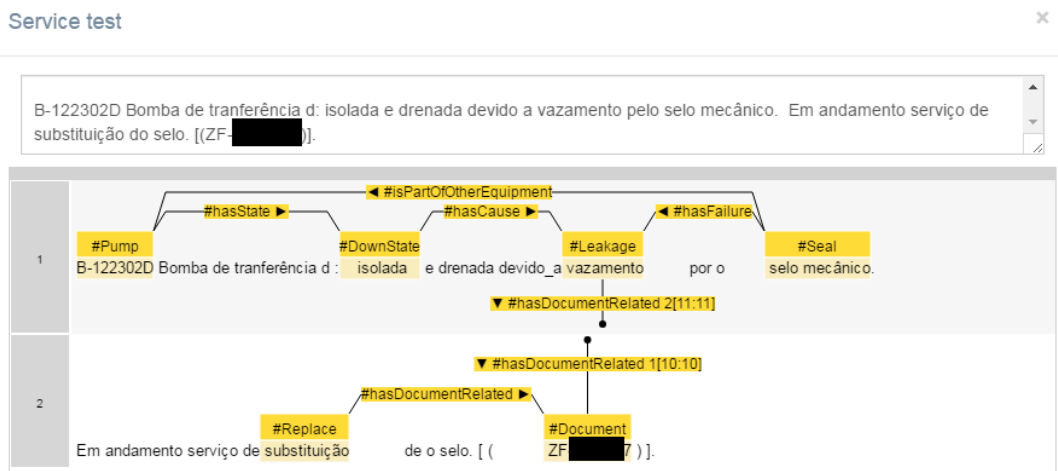 Service test ×
B-122302D Bomba de tranferência d: isolada e drenada devido a vazamento pelo selo mecânico. Em andamento serviço de
substituição do selo. [(ZF- )].
◄ #isPartOfOtherEquipment
#hasState ► #hasCause ► ◄ #hasFailure
#Pump #DownState #Leakage #Seal
1 B-122302D Bomba de tranferência d : isolada e drenada devido_a vazamento por o selo mecânico.
▼ #hasDocumentRelated 2[11:11]
▼ #hasDocumentRelated 1[10:10]
#hasDocumentRelated ►
#Replace #Document
2 Em andamento serviço de substituição de o selo. [ ( ZF 7 ) ].